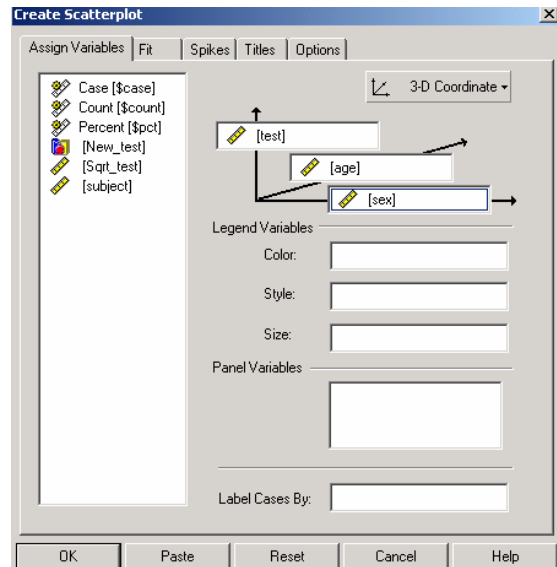 Create Scatterplot
Assign Variables
Fit
Spikes
Titles
Options
Case [$case]
Count [$count]
Percent [$pct]
[New_test]
[Sqrt_test]
[subject]
3-D Coordinate
[test]
[age]
[sex]
Legend Variables
Color:
Style:
Size:
Panel Variables
Label Cases By:
OK
Paste
Reset
Cancel
Help